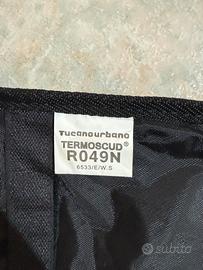 Tucanourbano
TERMOSCUD®
R049N
6533/E/W.S
subito